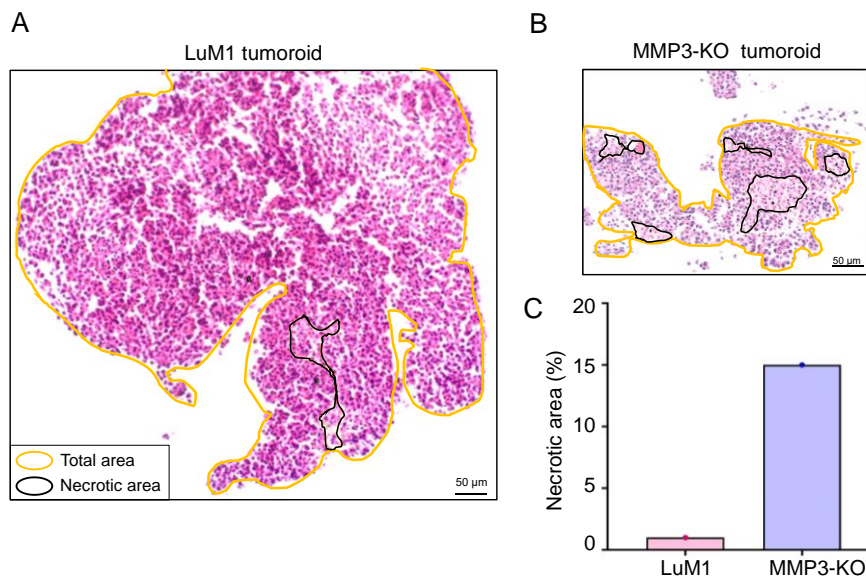 A
LuM1 tumoroid
Total area
Necrotic area
50 µm
B
MMP3-KO tumoroid
50 µm
C
Necrotic area (%)
20
15
10
5
0
LuM1
MMP3-KO